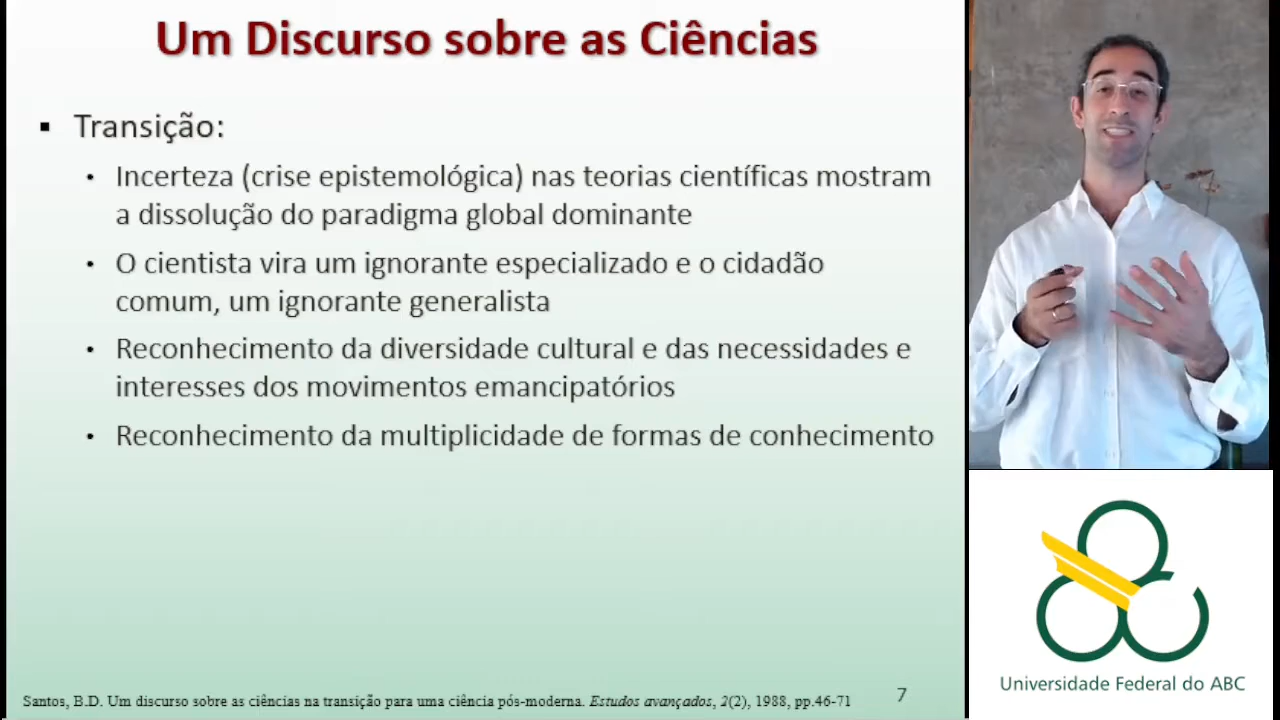 Um Discurso sobre as Ciências
▪ Transição:
• Incerteza (crise epistemológica) nas teorias científicas mostram
a dissolução do paradigma global dominante
• O cientista vira um ignorante especializado e o cidadão
comum, um ignorante generalista
• Reconhecimento da diversidade cultural e das necessidades e
interesses dos movimentos emancipatórios
• Reconhecimento da multiplicidade de formas de conhecimento
Santos, B.D. Um discurso sobre as ciências na transição para uma ciência pós-moderna. Estudos avançados, 2(2), 1988, pp.46-71
7
Universidade Federal do ABC